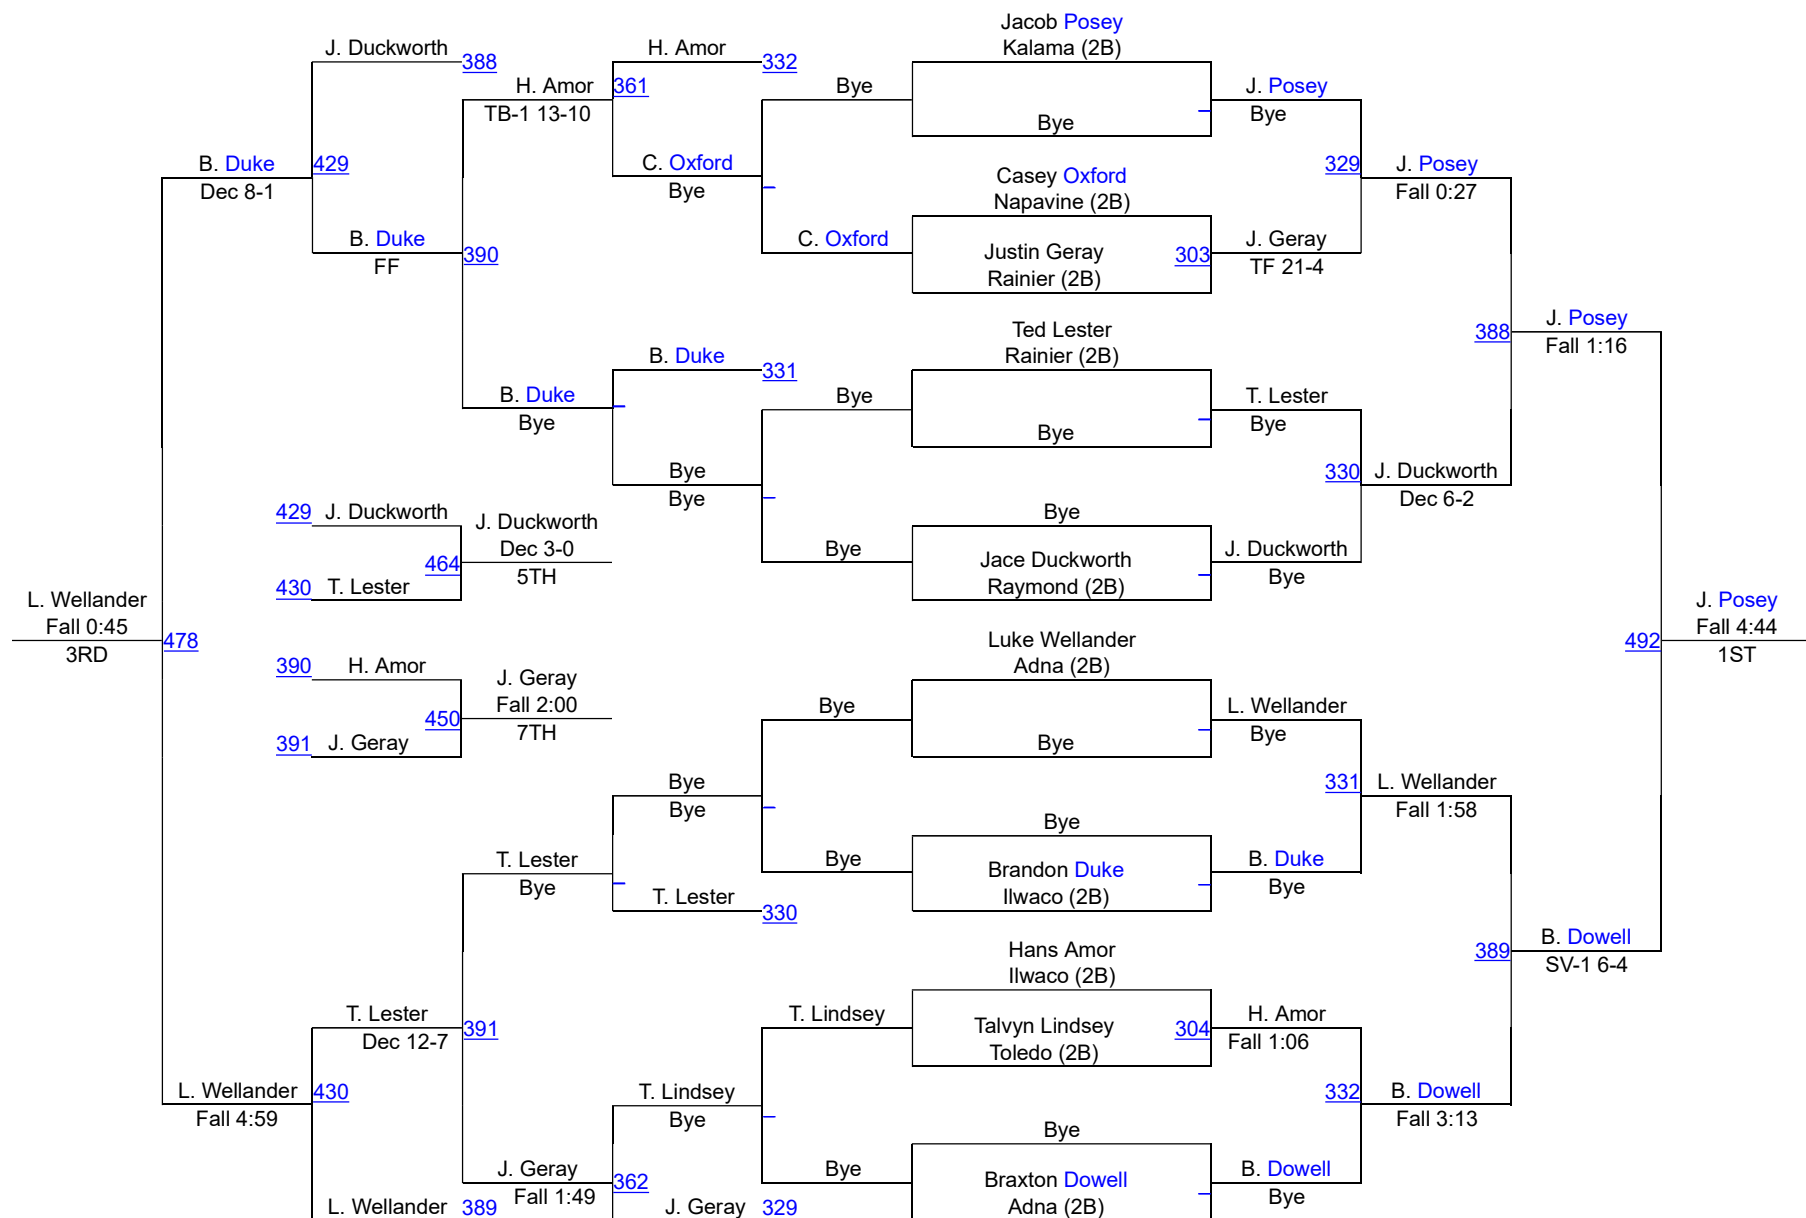 Jacob Posey
J. Duckworth
H. Amor
Kalama (2B)
388
332
H. Amor
361
Bye
J. Posey
TB-1 13-10
Bye
Bye
B. Duke
429
C. Oxford
329
J. Posey
Dec 8-1
Bye
Casey Oxford
Fall 0:27
Napavine (2B)
B. Duke
C. Oxford
J. Geray
FF
390
Justin Geray
303
TF 21-4
Rainier (2B)
Ted Lester
J. Posey
388
B. Duke
Rainier (2B)
Fall 1:16
331
B. Duke
Bye
T. Lester
Bye
Bye
Bye
Bye
330
J. Duckworth
Bye
Dec 6-2
429
J. Duckworth
J. Duckworth
Bye
Dec 3-0
Bye
Jace Duckworth
J. Duckworth
464
5TH
Raymond (2B)
Bye
430
T. Lester
L. Wellander
J. Posey
Fall 0:45
Fall 4:44
3RD
478
Luke Wellander
492
1ST
390
H. Amor
Adna (2B)
J. Geray
Fall 2:00
Bye
L. Wellander
450
7TH
Bye
Bye
391
J. Geray
Bye
331
L. Wellander
Bye
Fall 1:58
Bye
T. Lester
Bye
Brandon Duke
B. Duke
Bye
Ilwaco (2B)
Bye
T. Lester
330
Hans Amor
389
B. Dowell
Ilwaco (2B)
SV-1 6-4
T. Lester
391
T. Lindsey
Talvyn Lindsey
304
H. Amor
Dec 12-7
Toledo (2B)
Fall 1:06
L. Wellander
430
T. Lindsey
332
B. Dowell
Fall 4:59
Bye
Fall 3:13
Bye
J. Geray
362
Bye
Braxton Dowell
B. Dowell
Fall 1:49
Bye
L. Wellander
389
J. Geray
329
Adna (2B)